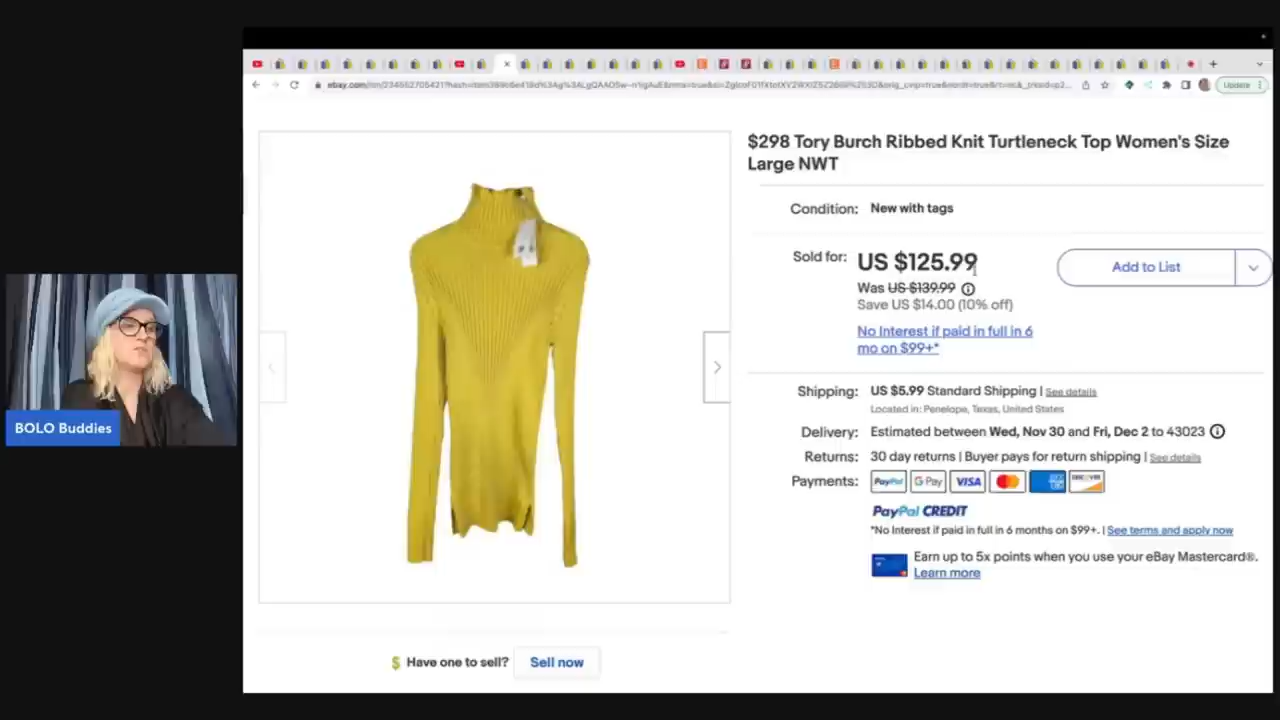 Update
$298 Tory Burch Ribbed Knit Turtleneck Top Women's Size
Large NWT
Condition: New with tags
Sold for: US $125.99
Add to List
Was US $139.99
Save US $14.00 (10% off)
No Interest if paid in full in 6
mo on $99+*
Shipping: US $5.99 Standard Shipping | See details
Located in: Penelope, Texas, United States
Delivery: Estimated between Wed, Nov 30 and Fri, Dec 2 to 43023
Returns: 30 day returns | Buyer pays for return shipping | See details
Payments: PayPal G Pay VISA
PayPal CREDIT
*No Interest if paid in full in 6 months on $99+. | See terms and apply now
Earn up to 5x points when you use your eBay Mastercard®.
Learn more
BOLO Buddies
$ Have one to sell? Sell now